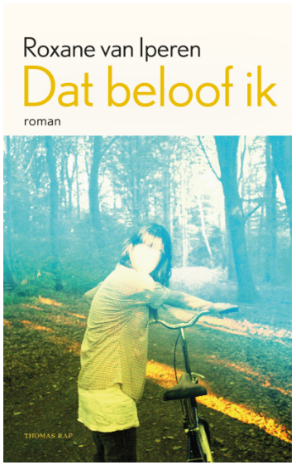 Roxane van Iperen
Dat beloof ik
roman
THOMAS RAP